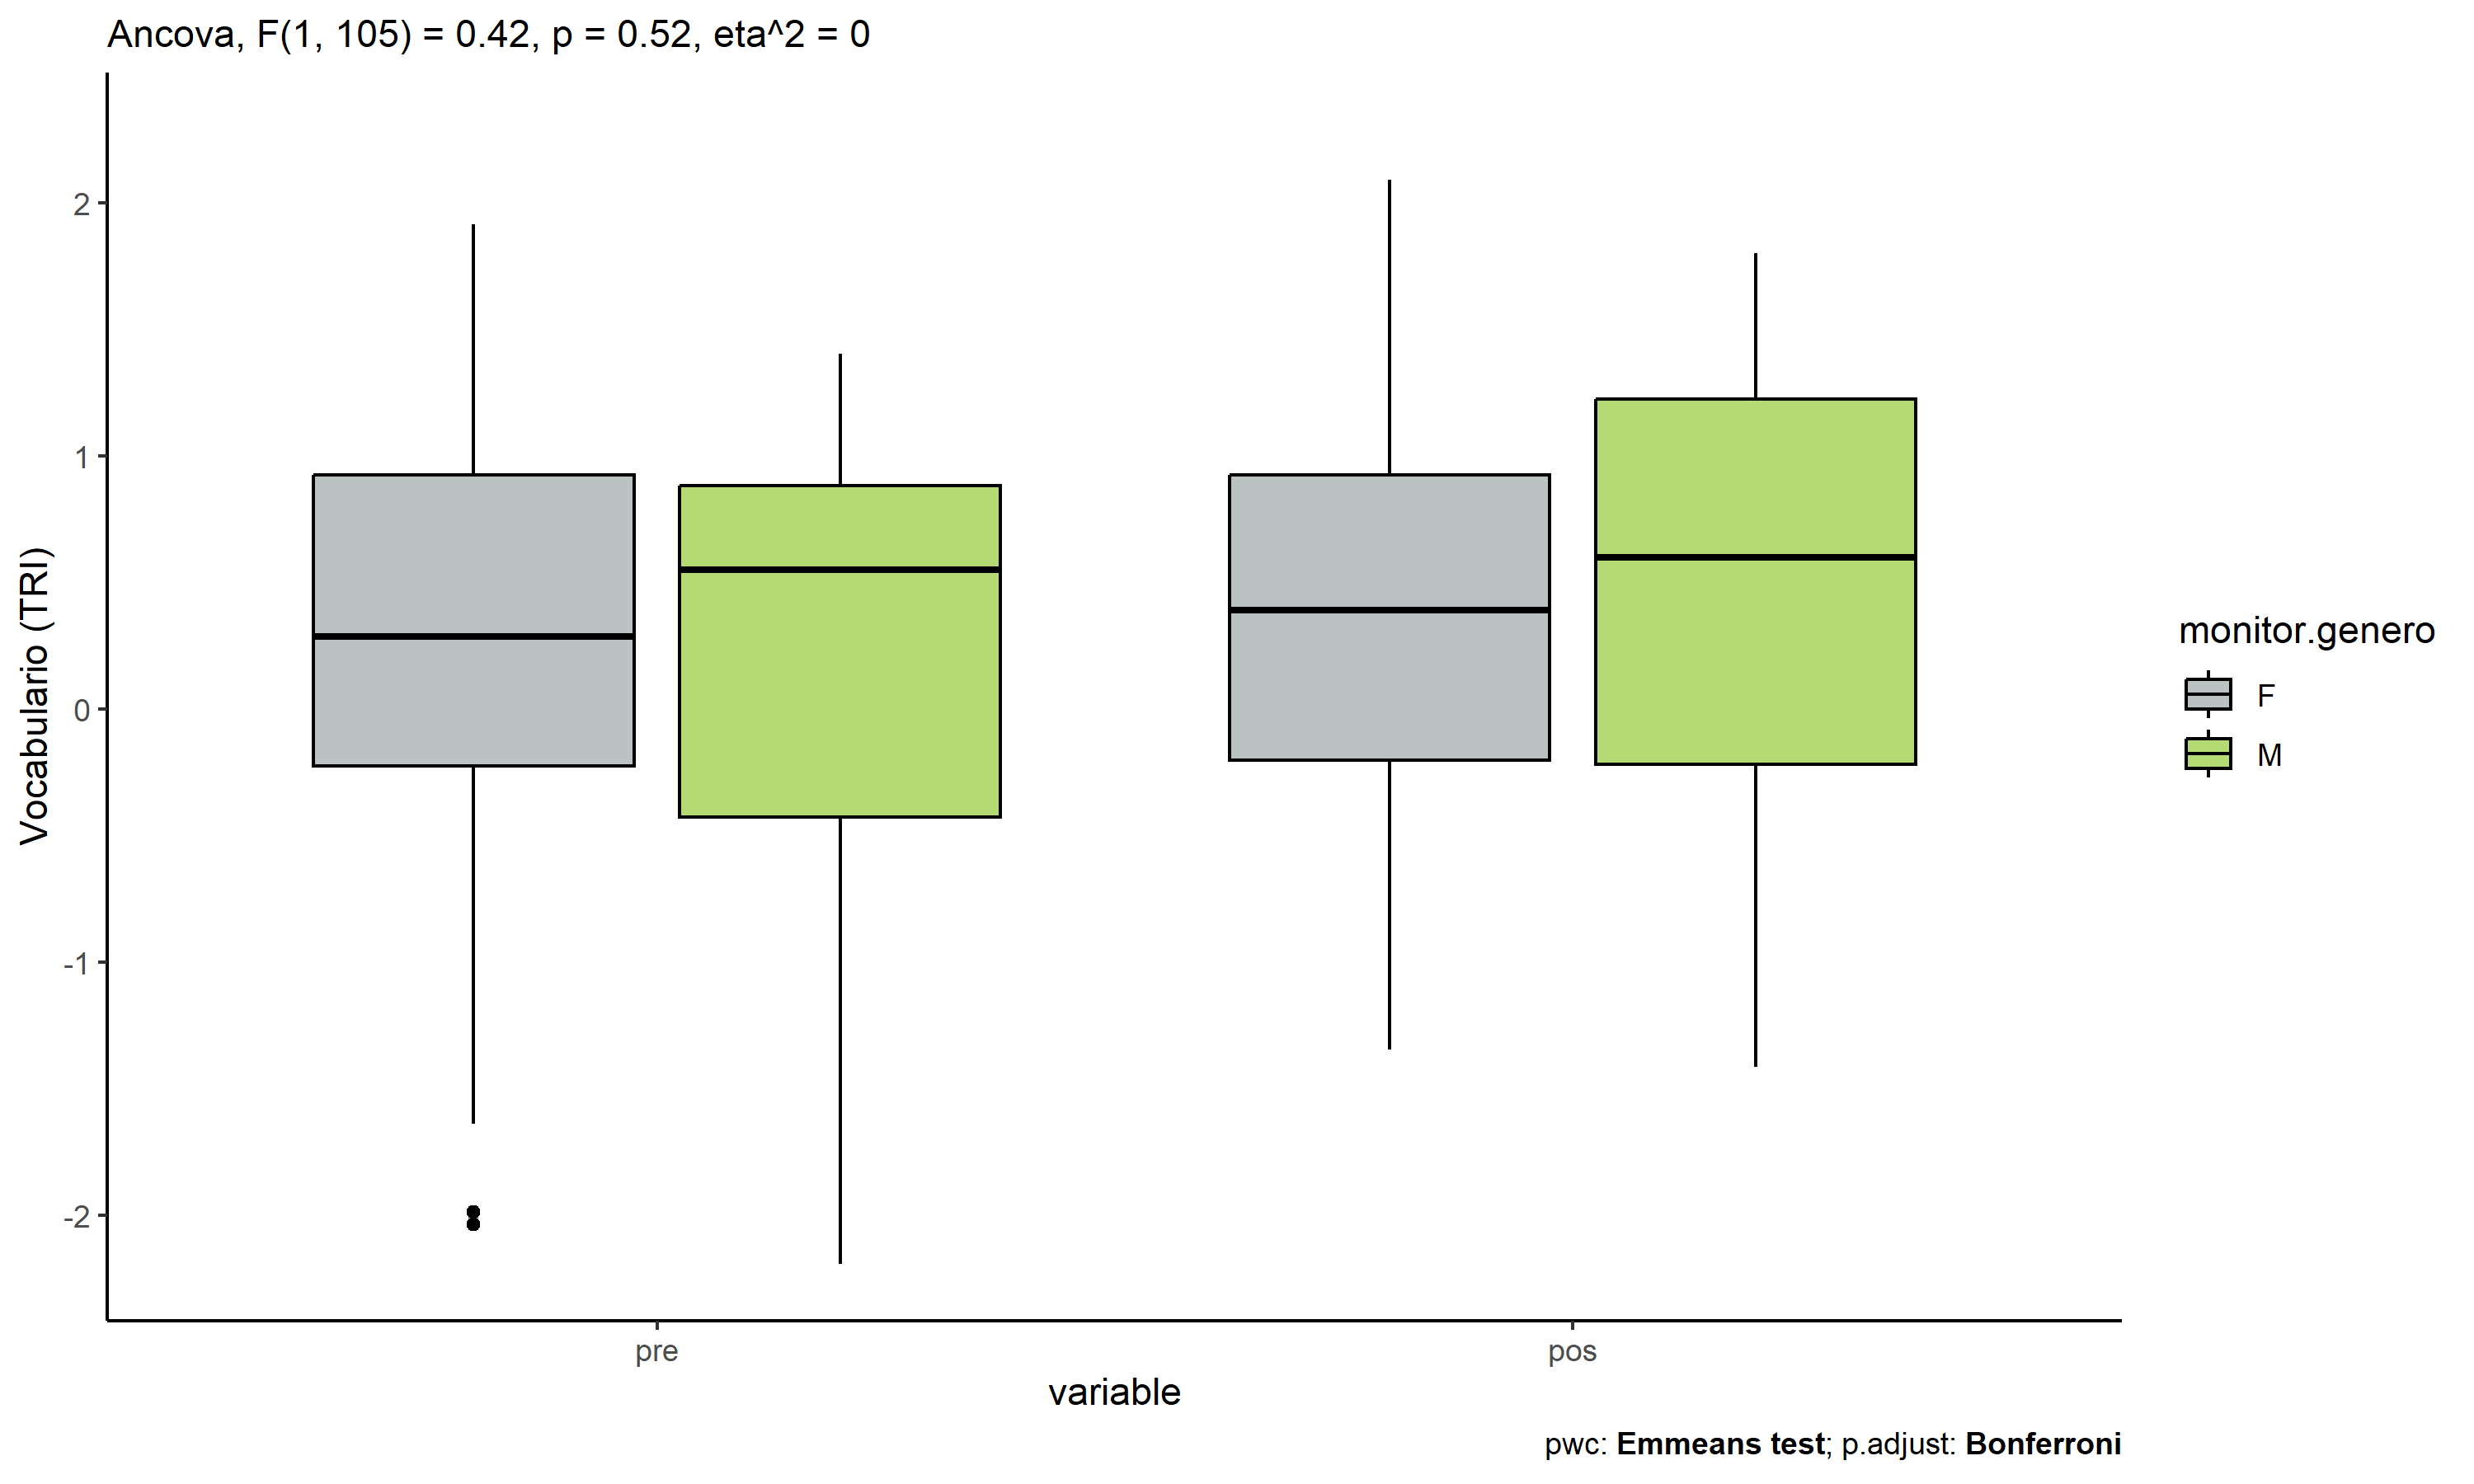 Ancova, F(1, 105) = 0.42, p = 0.52, eta^2 = 0
Vocabulario (TRI)
2
1
0
-1
-2
pre
pos
variable
monitor.genero
F
M
pwc: Emmeans test; p.adjust: Bonferroni